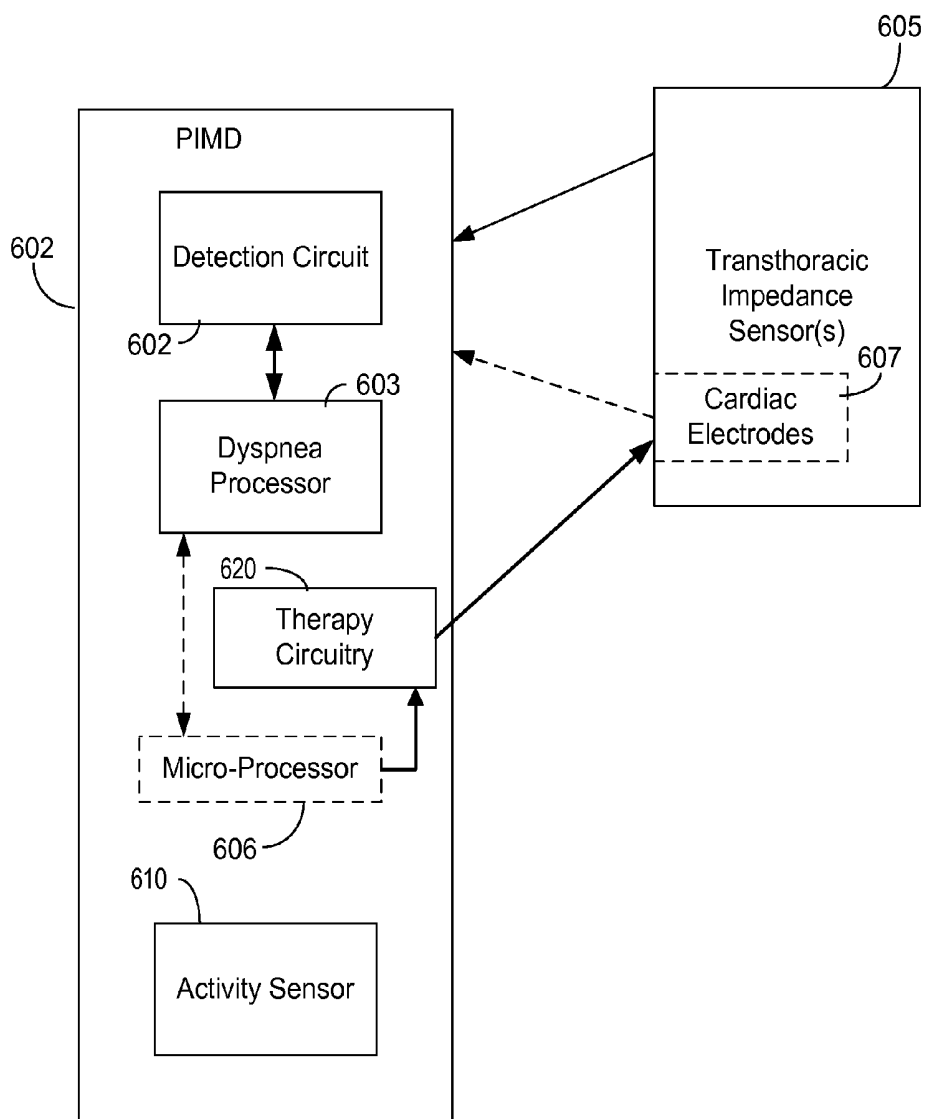 605
PIMD
602
Detection Circuit
602
603
Dyspnea
Processor
Transthoracic
Impedance
Sensor(s)
607
Cardiac
Electrodes
620
Therapy
Circuitry
Micro-Processor
606
610
Activity Sensor